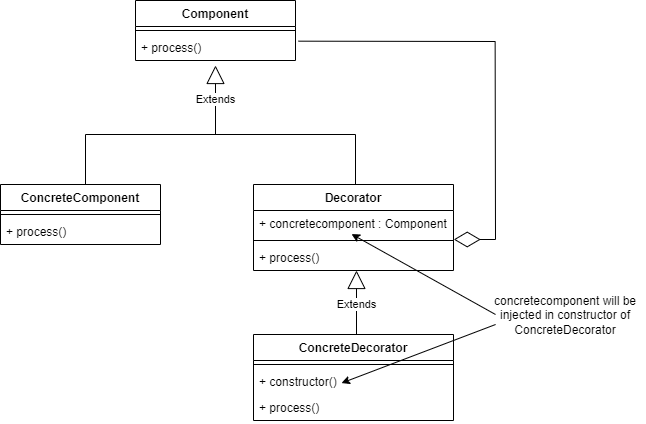 Component
+ process()
Extends
ConcreteComponent
+ process()
Decorator
+ concretecomponent : Component
+ process()
Extends
concretecomponent will be
injected in constructor of
ConcreteDecorator
ConcreteDecorator
+ constructor()
+ process()